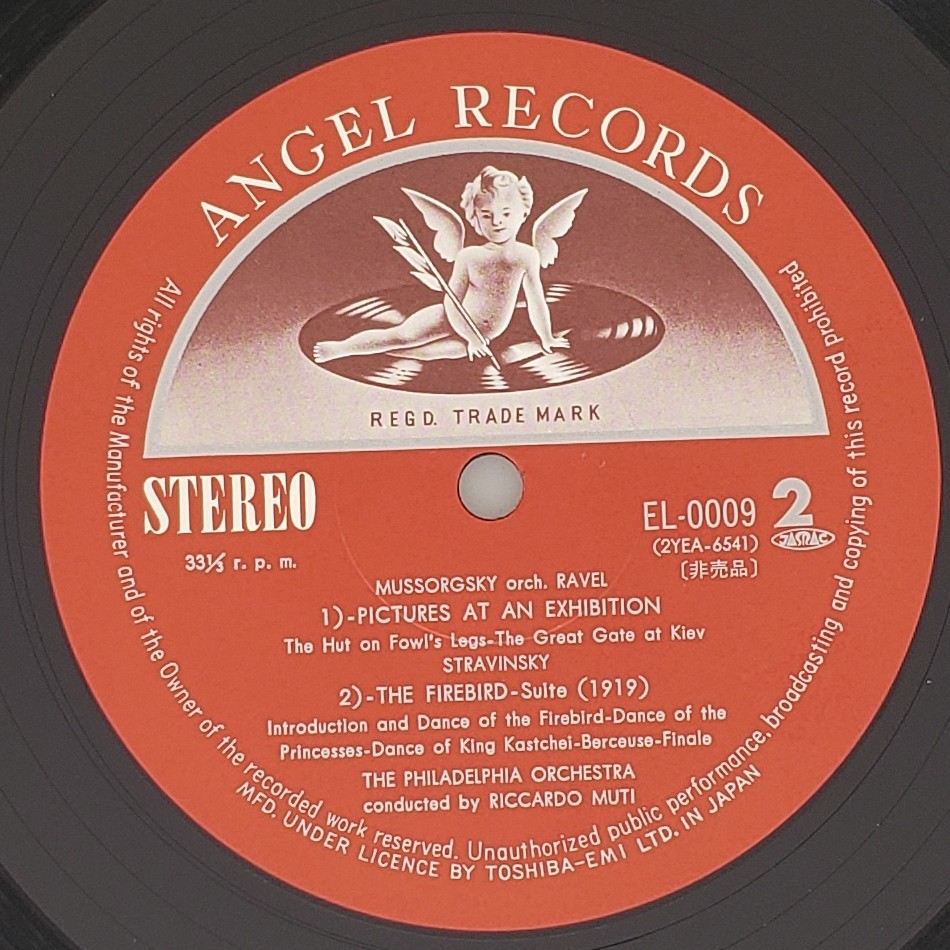 ANGEL RECORDS
REGD. TRADE MARK
STEREO
33⅓ r. p. m.
EL-0009 2
(2YEA-6541) JASRAC
〔非売品〕
MUSSORGSKY orch. RAVEL
1)-PICTURES AT AN EXHIBITION
The Hut on Fowl's Legs-The Great Gate at Kiev
STRAVINSKY
2)-THE FIREBIRD-Suite (1919)
Introduction and Dance of the Firebird-Dance of the
Princesses-Dance of King Kastchei-Berceuse-Finale
THE PHILADELPHIA ORCHESTRA
conducted by RICCARDO MUTI
All rights of the Manufacturer and of the Owner of the recorded work reserved. Unauthorized public performance, broadcasting and copying of this record prohibited
MFD. UNDER LICENCE BY TOSHIBA-EMI LTD. IN JAPAN